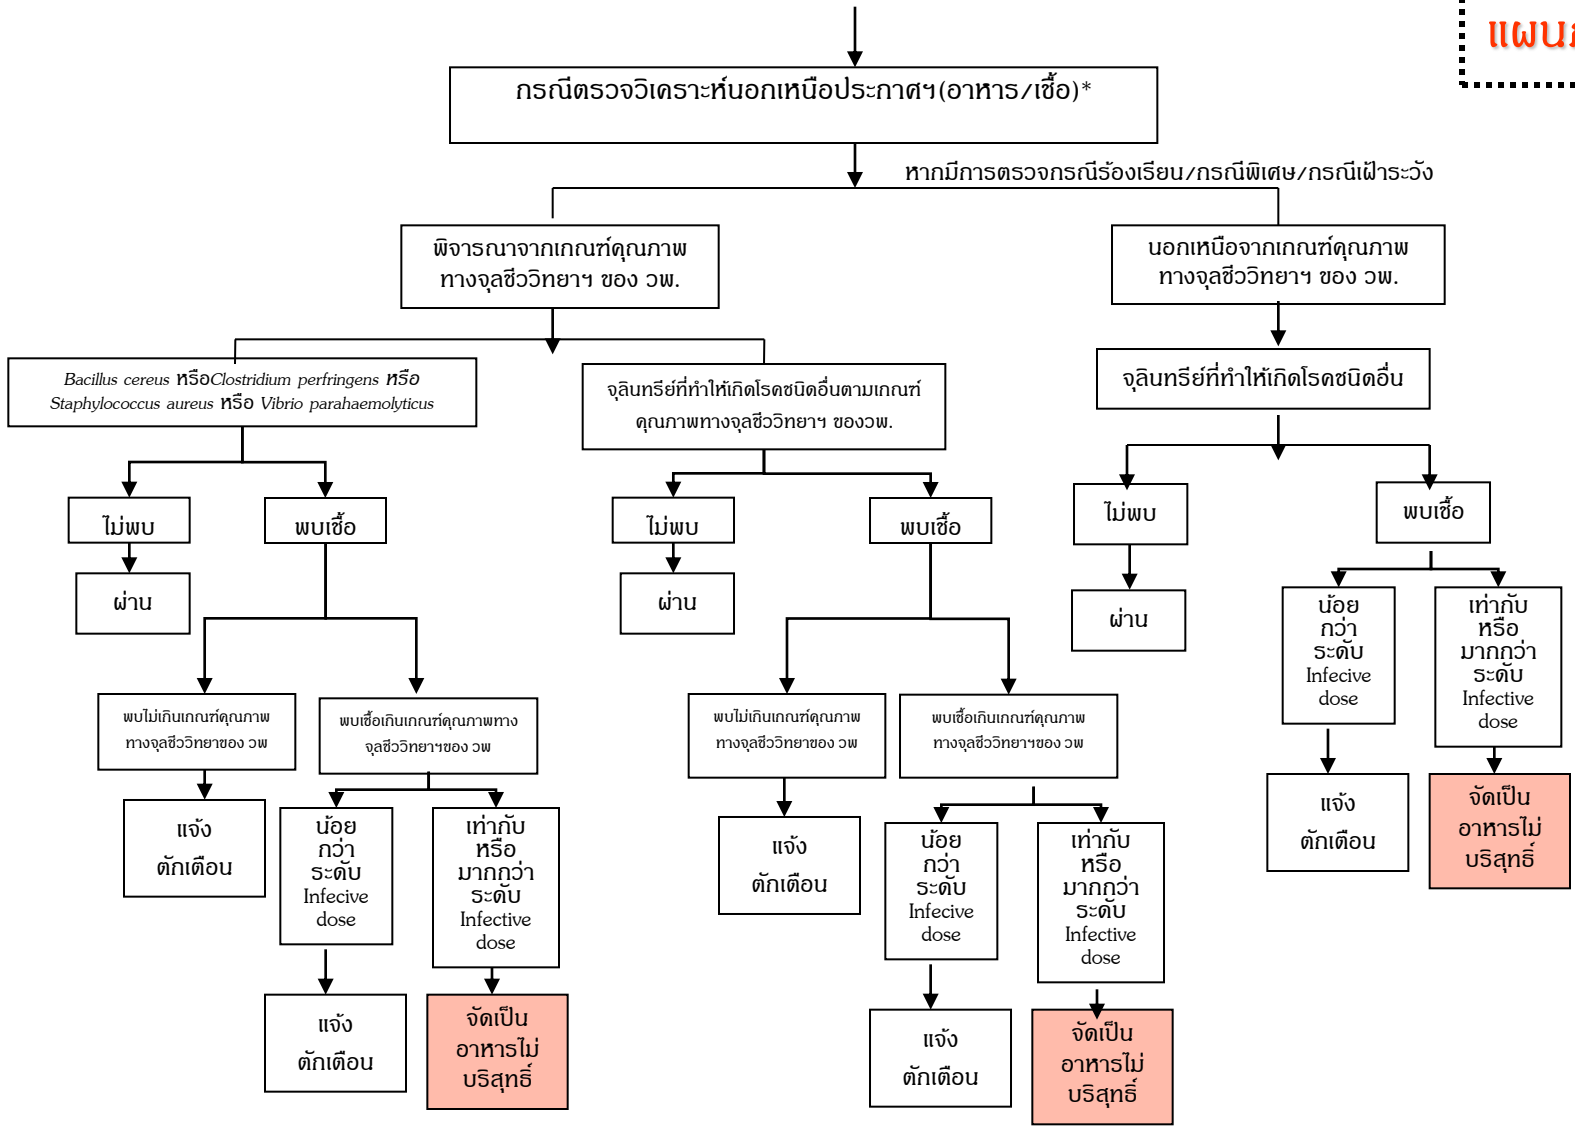 แผน
กรณีตรวจวิเคราะห์นอกเหนือประกาศฯ(อาหาร/เชื้อ)*
หากมีการตรวจกรณีร้องเรียน/กรณีพิเศษ/กรณีเฝ้าระวัง
พิจารณาจากเกณฑ์คุณภาพ
ทางจุลชีววิทยาฯ ของ วพ.
นอกเหนือจากเกณฑ์คุณภาพ
ทางจุลชีววิทยาฯ ของ วพ.
Bacillus cereus หรือClostridium perfringens หรือ
Staphylococcus aureus หรือ Vibrio parahaemolyticus
จุลินทรีย์ที่ทำให้เกิดโรคชนิดอื่นตามเกณฑ์
คุณภาพทางจุลชีววิทยาฯ ของวพ.
จุลินทรีย์ที่ทำให้เกิดโรคชนิดอื่น
ไม่พบ
พบเชื้อ
ไม่พบ
พบเชื้อ
ไม่พบ
พบเชื้อ
ผ่าน
ผ่าน
ผ่าน
น้อย
กว่า
ระดับ
Infecive
dose
เท่ากับ
หรือ
มากกว่า
ระดับ
Infective
dose
พบไม่เกินเกณฑ์คุณภาพ
ทางจุลชีววิทยาของ วพ
พบเชื้อเกินเกณฑ์คุณภาพทาง
จุลชีววิทยาฯของ วพ
พบไม่เกินเกณฑ์คุณภาพ
ทางจุลชีววิทยาของ วพ
พบเชื้อเกินเกณฑ์คุณภาพ
ทางจุลชีววิทยาฯของ วพ
แจ้ง
ตักเตือน
จัดเป็น
อาหารไม่
บริสุทธิ์
แจ้ง
ตักเตือน
น้อย
กว่า
ระดับ
Infecive
dose
เท่ากับ
หรือ
มากกว่า
ระดับ
Infective
dose
แจ้ง
ตักเตือน
น้อย
กว่า
ระดับ
Infecive
dose
เท่ากับ
หรือ
มากกว่า
ระดับ
Infective
dose
แจ้ง
ตักเตือน
จัดเป็น
อาหารไม่
บริสุทธิ์
แจ้ง
ตักเตือน
จัดเป็น
อาหารไม่
บริสุทธิ์